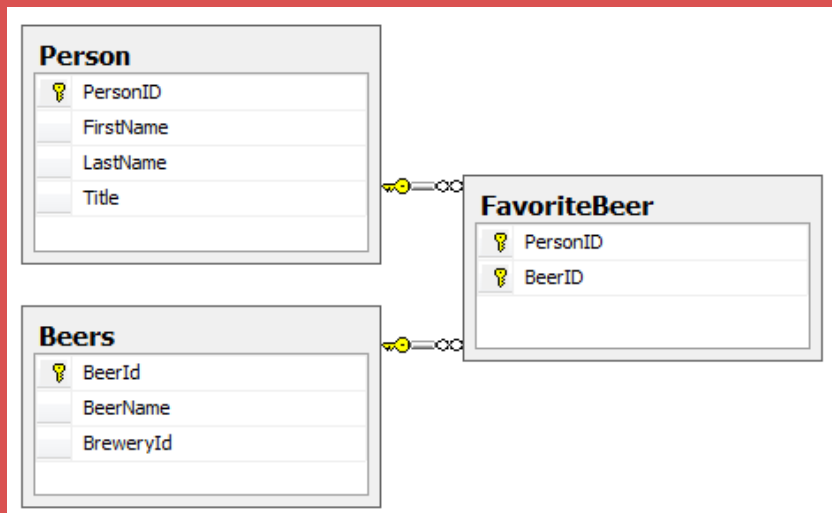 Person
PersonID
FirstName
LastName
Title
FavoriteBeer
PersonID
BeerID
Beers
BeerId
BeerName
BreweryId